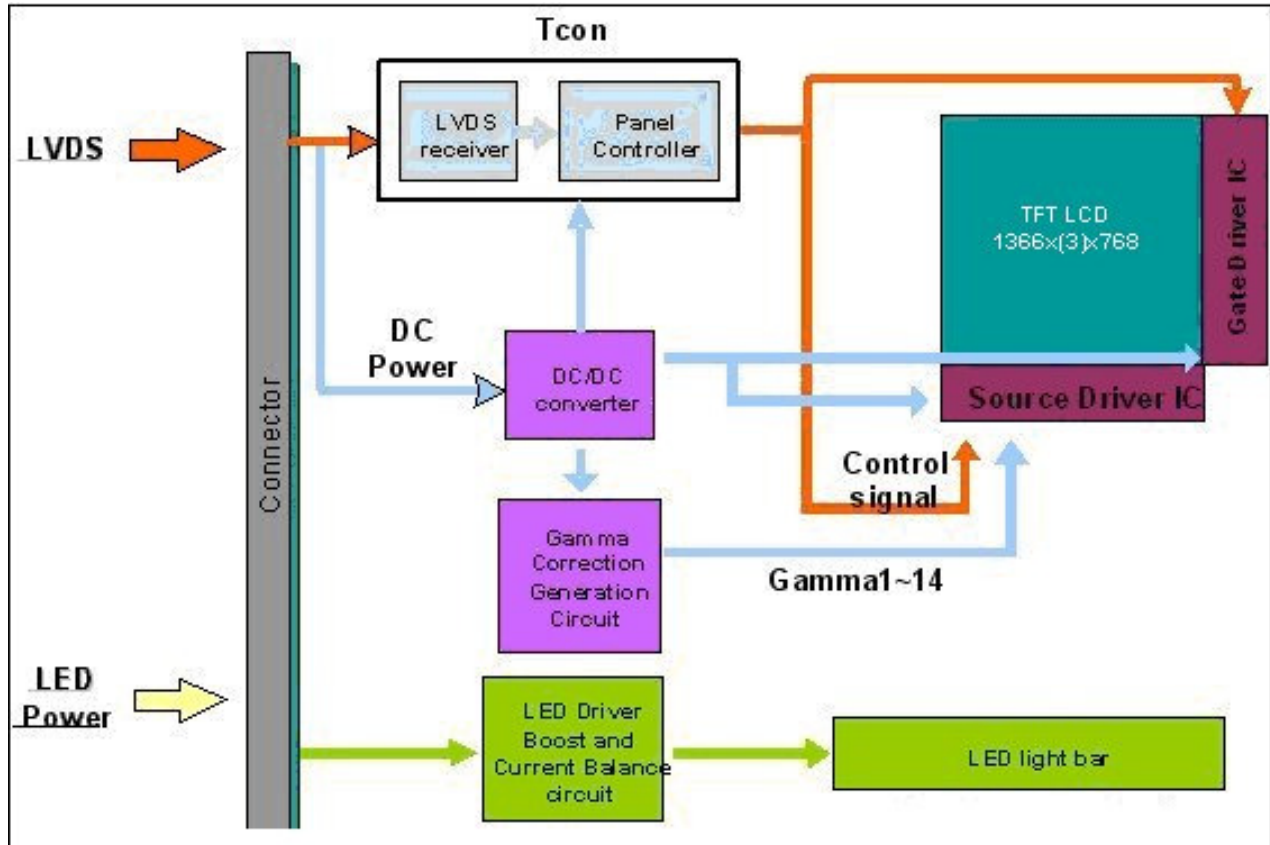 Tcon
LVDS
receiver
Panel
Controller
LVDS
TFT LCD
1366x(3)x768
Gate Driver IC
DC
Power
DC/DC
converter
Source Driver IC
Connector
Control
signal
Gamma
Correction
Generation
Circuit
Gamma1~14
LED
Power
LED Driver
Boost and
Current Balance
circuit
LED light bar